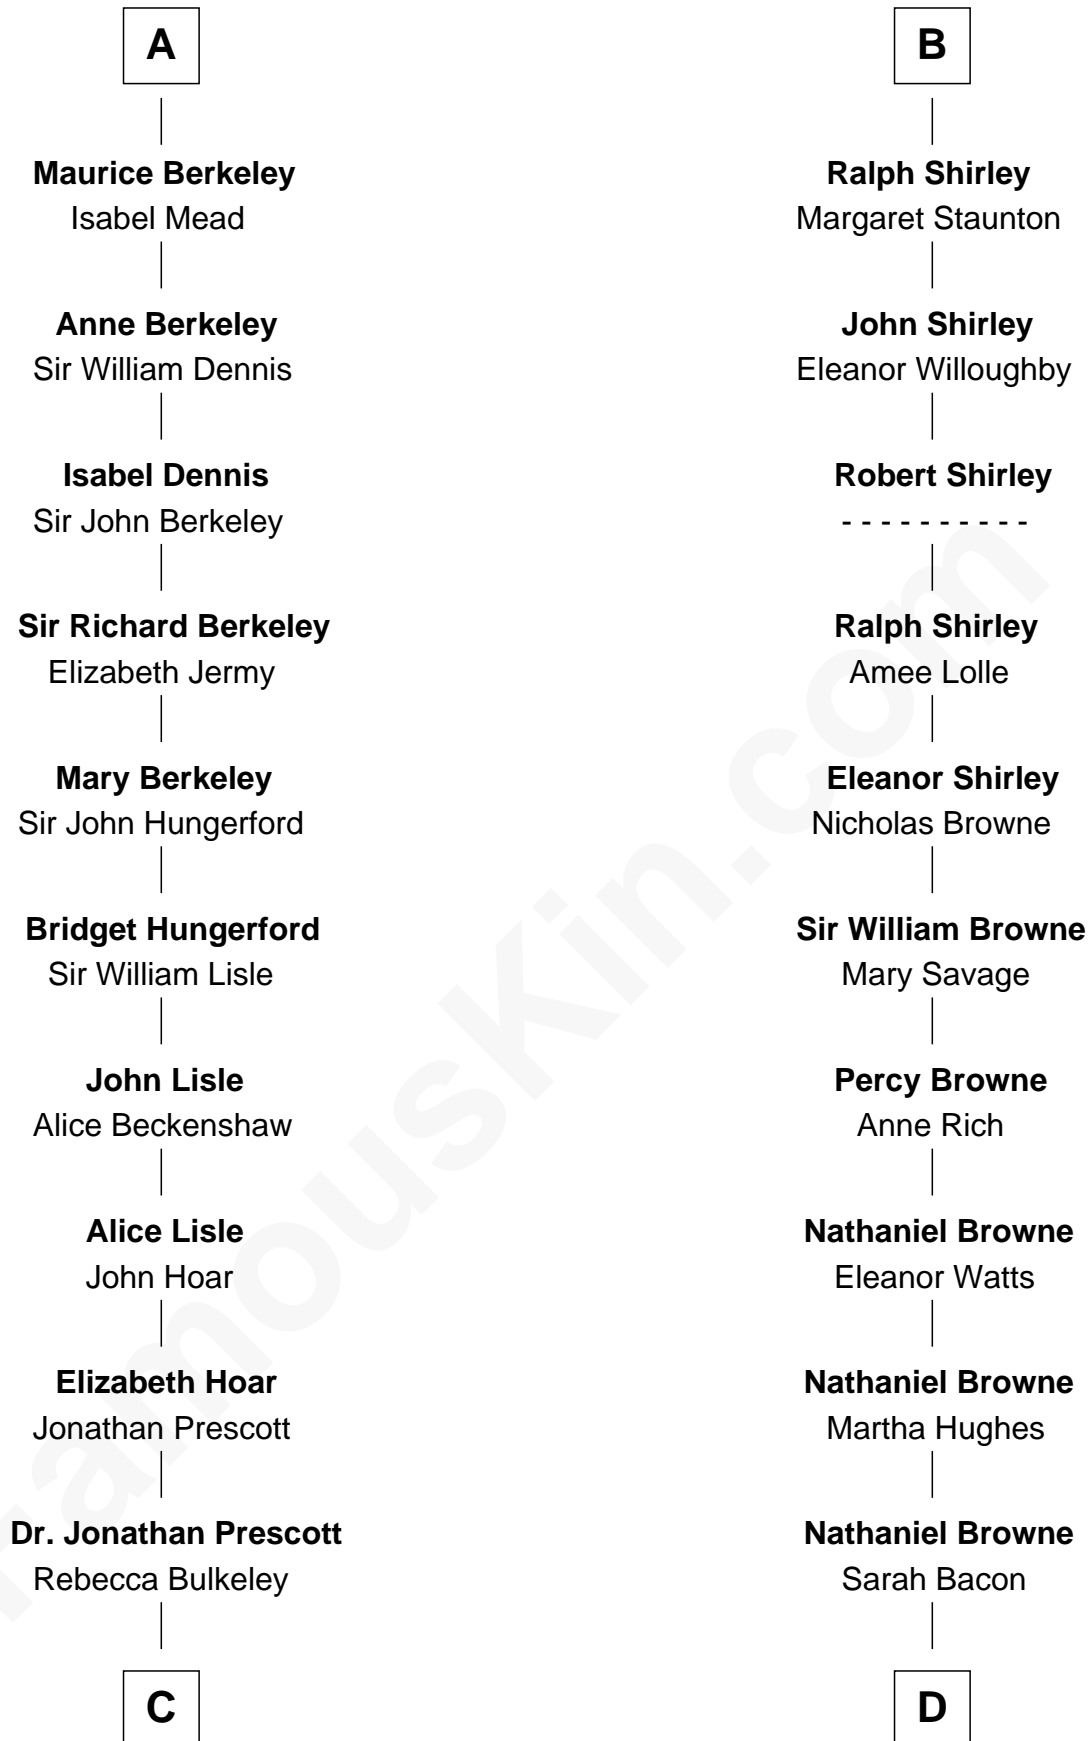 A
Maurice Berkeley
Isabel Mead
Anne Berkeley
Sir William Dennis
Isabel Dennis
Sir John Berkeley
Sir Richard Berkeley
Elizabeth Jermy
Mary Berkeley
Sir John Hungerford
Bridget Hungerford
Sir William Lisle
John Lisle
Alice Beckenshaw
Alice Lisle
John Hoar
Elizabeth Hoar
Jonathan Prescott
Dr. Jonathan Prescott
Rebecca Bulkeley
C
B
Ralph Shirley
Margaret Staunton
John Shirley
Eleanor Willoughby
Robert Shirley
- - - - - - - - - -
Ralph Shirley
Amee Lolle
Eleanor Shirley
Nicholas Browne
Sir William Browne
Mary Savage
Percy Browne
Anne Rich
Nathaniel Browne
Eleanor Watts
Nathaniel Browne
Martha Hughes
Nathaniel Browne
Sarah Bacon
D
FamousKin.com